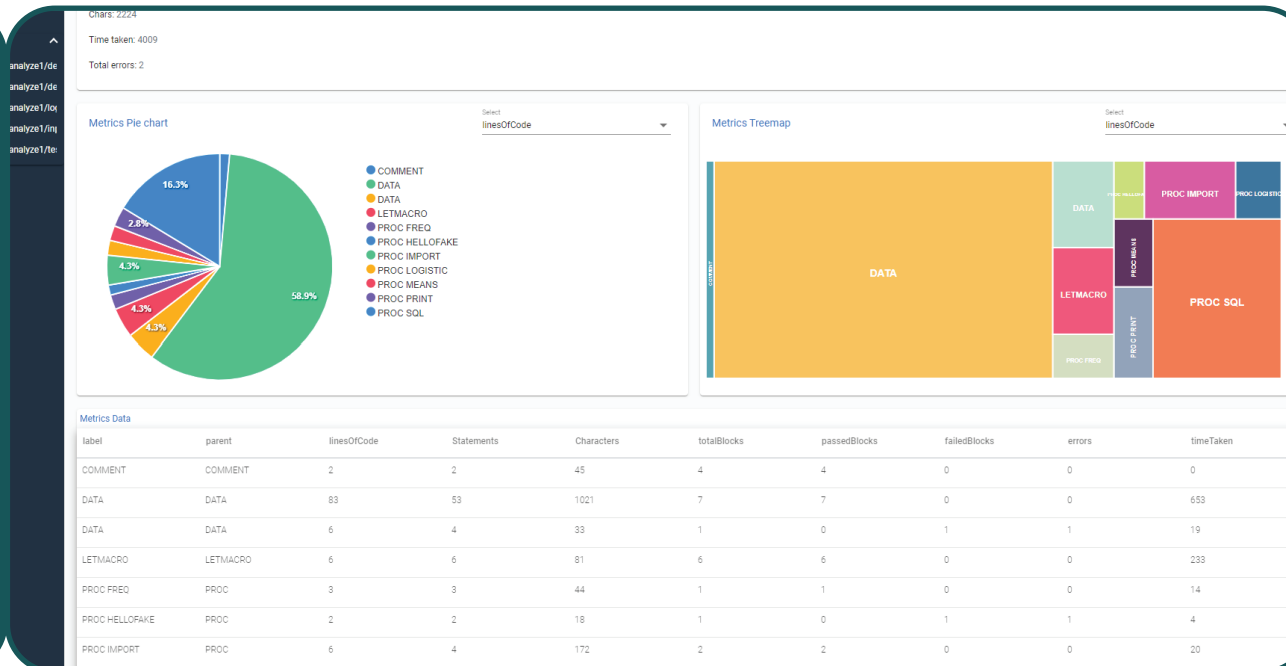 Chars: 2224
Time taken: 4009
Total errors: 2
analyze1/de
analyze1/de
analyze1/log
analyze1/inp
analyze1/te
Metrics Pie chart
Select
linesOfCode
16.3%
2.8%
4.3%
4.3%
4.3%
58.9%
COMMENT
DATA
DATA
LETMACRO
PROC FREQ
PROC HELLOFAKE
PROC IMPORT
PROC LOGISTIC
PROC MEANS
PROC PRINT
PROC SQL
Metrics Treemap
Select
linesOfCode
COMMENT
DATA
DATA
LETMACRO
PROC FREQ
PROC HELLOFAKE
PROC IMPORT
PROC LOGISTIC
PROC MEANS
PROC PRINT
PROC SQL
Metrics Data
label parent linesOfCode Statements Characters totalBlocks passedBlocks failedBlocks errors timeTaken
COMMENT COMMENT 2 2 45 4 4 0 0 0
DATA DATA 83 53 1021 7 7 0 0 653
DATA DATA 6 4 33 1 0 1 1 19
LETMACRO LETMACRO 6 6 81 6 6 0 0 233
PROC FREQ PROC 3 3 44 1 1 0 0 14
PROC HELLOFAKE PROC 2 2 18 1 0 1 1 4
PROC IMPORT PROC 6 4 172 2 2 0 0 20